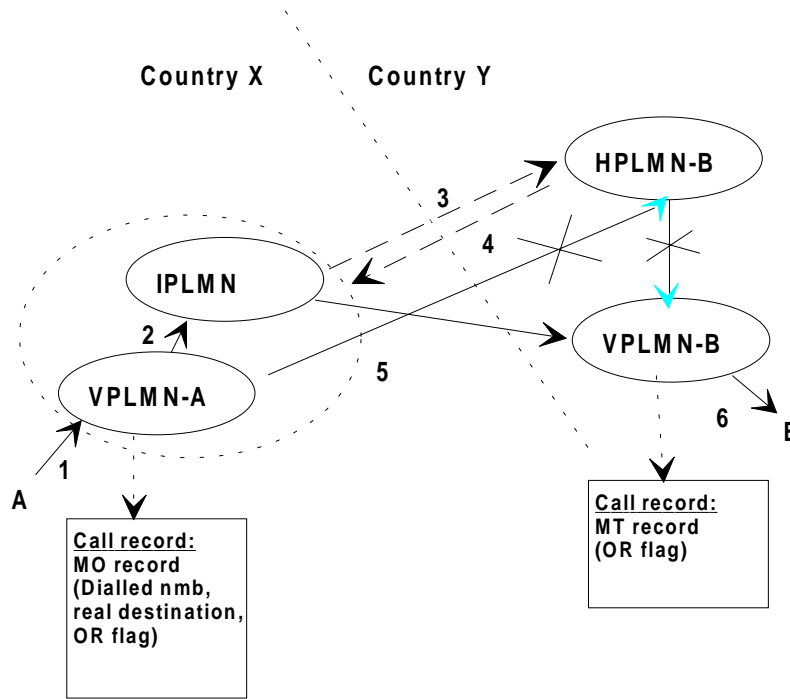 Country X
Country Y
HPLMN-B
3
4
IPLMN
2
VPLMN-B
5
VPLMN-A
6
1
A
Call record:
MO record
(Dialled nmb,
real destination,
OR flag)
Call record:
MT record
(OR flag)